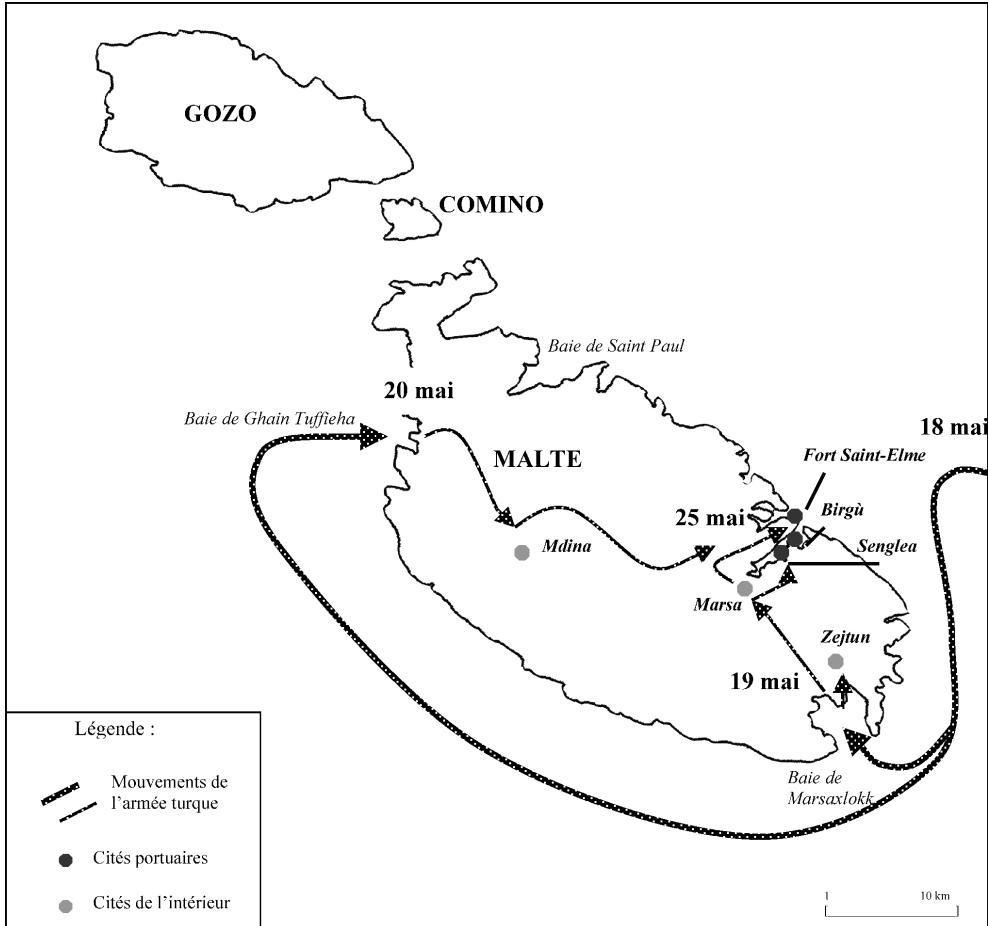 GOZO
COMINO
Baie de Saint Paul
20 mai
Baie de Ghain Tuffieha
18 mai
MALTE
Fort Saint-Elme
25 mai
Birgù
Mdina
Senglea
Marsa
Zejtun
19 mai
Baie de
Marsaxlokk
Légende :
Mouvements de
l'armée turque
Cités portuaires
Cités de l'intérieur
1 10 km